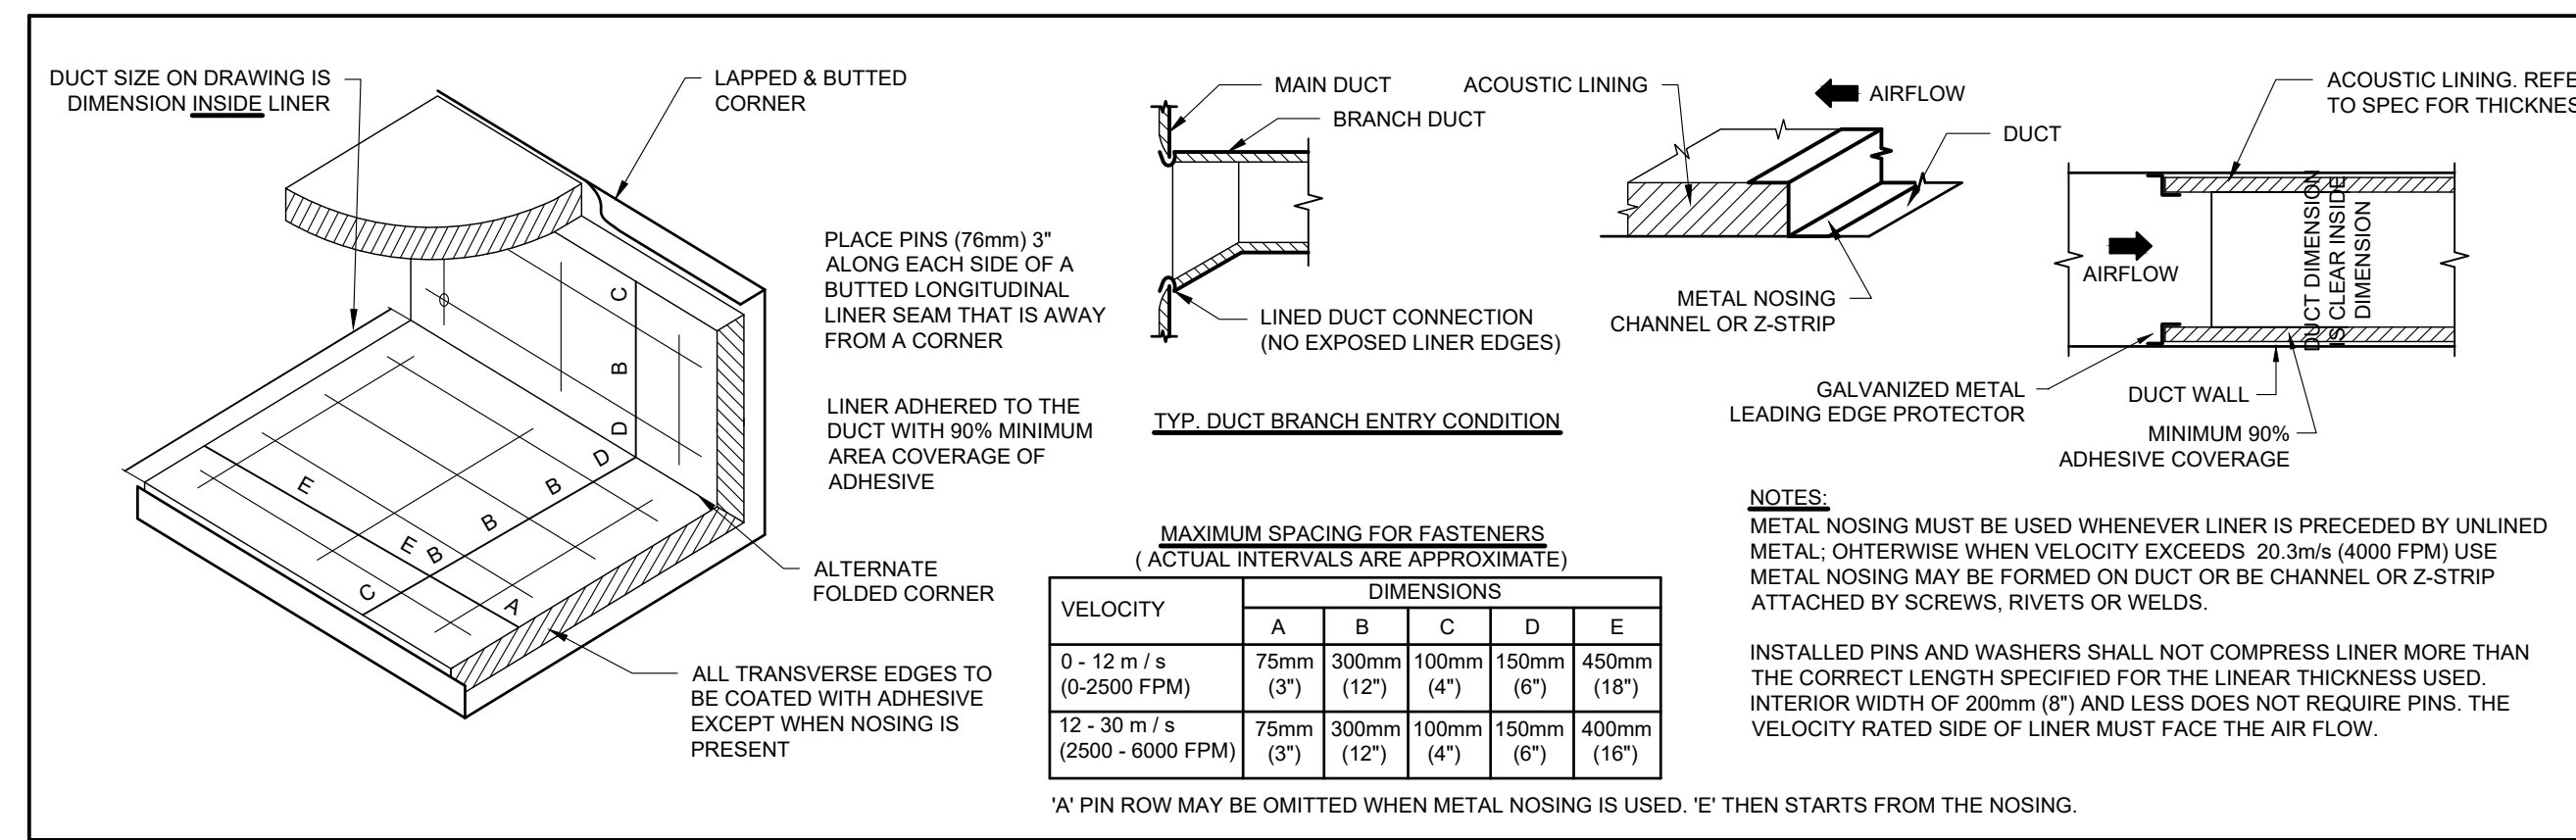 DUCT SIZE ON DRAWING IS
DIMENSION INSIDE LINER
LAPPED & BUTTED
CORNER
PLACE PINS (76mm) 3"
ALONG EACH SIDE OF A
BUTTED LONGITUDINAL
LINER SEAM THAT IS AWAY
FROM A CORNER
LINER ADHERED TO THE
DUCT WITH 90% MINIMUM
AREA COVERAGE OF
ADHESIVE
C
B
D
D
B
B
B
C
E
E
A
ALTERNATE
FOLDED CORNER
ALL TRANSVERSE EDGES TO
BE COATED WITH ADHESIVE
EXCEPT WHEN NOSING IS
PRESENT
MAIN DUCT
BRANCH DUCT
LINED DUCT CONNECTION
(NO EXPOSED LINER EDGES)
TYP. DUCT BRANCH ENTRY CONDITION
ACOUSTIC LINING
AIRFLOW
DUCT
METAL NOSING
CHANNEL OR Z-STRIP
ACOUSTIC LINING. REFE
TO SPEC FOR THICKNES
AIRFLOW
DUCT DIMENSION
IS CLEAR INSIDE
DIMENSION
GALVANIZED METAL
LEADING EDGE PROTECTOR
DUCT WALL
MINIMUM 90%
ADHESIVE COVERAGE
MAXIMUM SPACING FOR FASTENERS
( ACTUAL INTERVALS ARE APPROXIMATE)
VELOCITY DIMENSIONS
A B C D E
0 - 12 m / s 75mm 300mm 100mm 150mm 450mm
(0-2500 FPM) (3") (12") (4") (6") (18")
12 - 30 m / s 75mm 300mm 100mm 150mm 400mm
(2500 - 6000 FPM) (3") (12") (4") (6") (16")
'A' PIN ROW MAY BE OMITTED WHEN METAL NOSING IS USED. 'E' THEN STARTS FROM THE NOSING.
NOTES:
METAL NOSING MUST BE USED WHENEVER LINER IS PRECEDED BY UNLINED
METAL; OHTERWISE WHEN VELOCITY EXCEEDS 20.3m/s (4000 FPM) USE
METAL NOSING MAY BE FORMED ON DUCT OR BE CHANNEL OR Z-STRIP
ATTACHED BY SCREWS, RIVETS OR WELDS.
INSTALLED PINS AND WASHERS SHALL NOT COMPRESS LINER MORE THAN
THE CORRECT LENGTH SPECIFIED FOR THE LINEAR THICKNESS USED.
INTERIOR WIDTH OF 200mm (8") AND LESS DOES NOT REQUIRE PINS. THE
VELOCITY RATED SIDE OF LINER MUST FACE THE AIR FLOW.